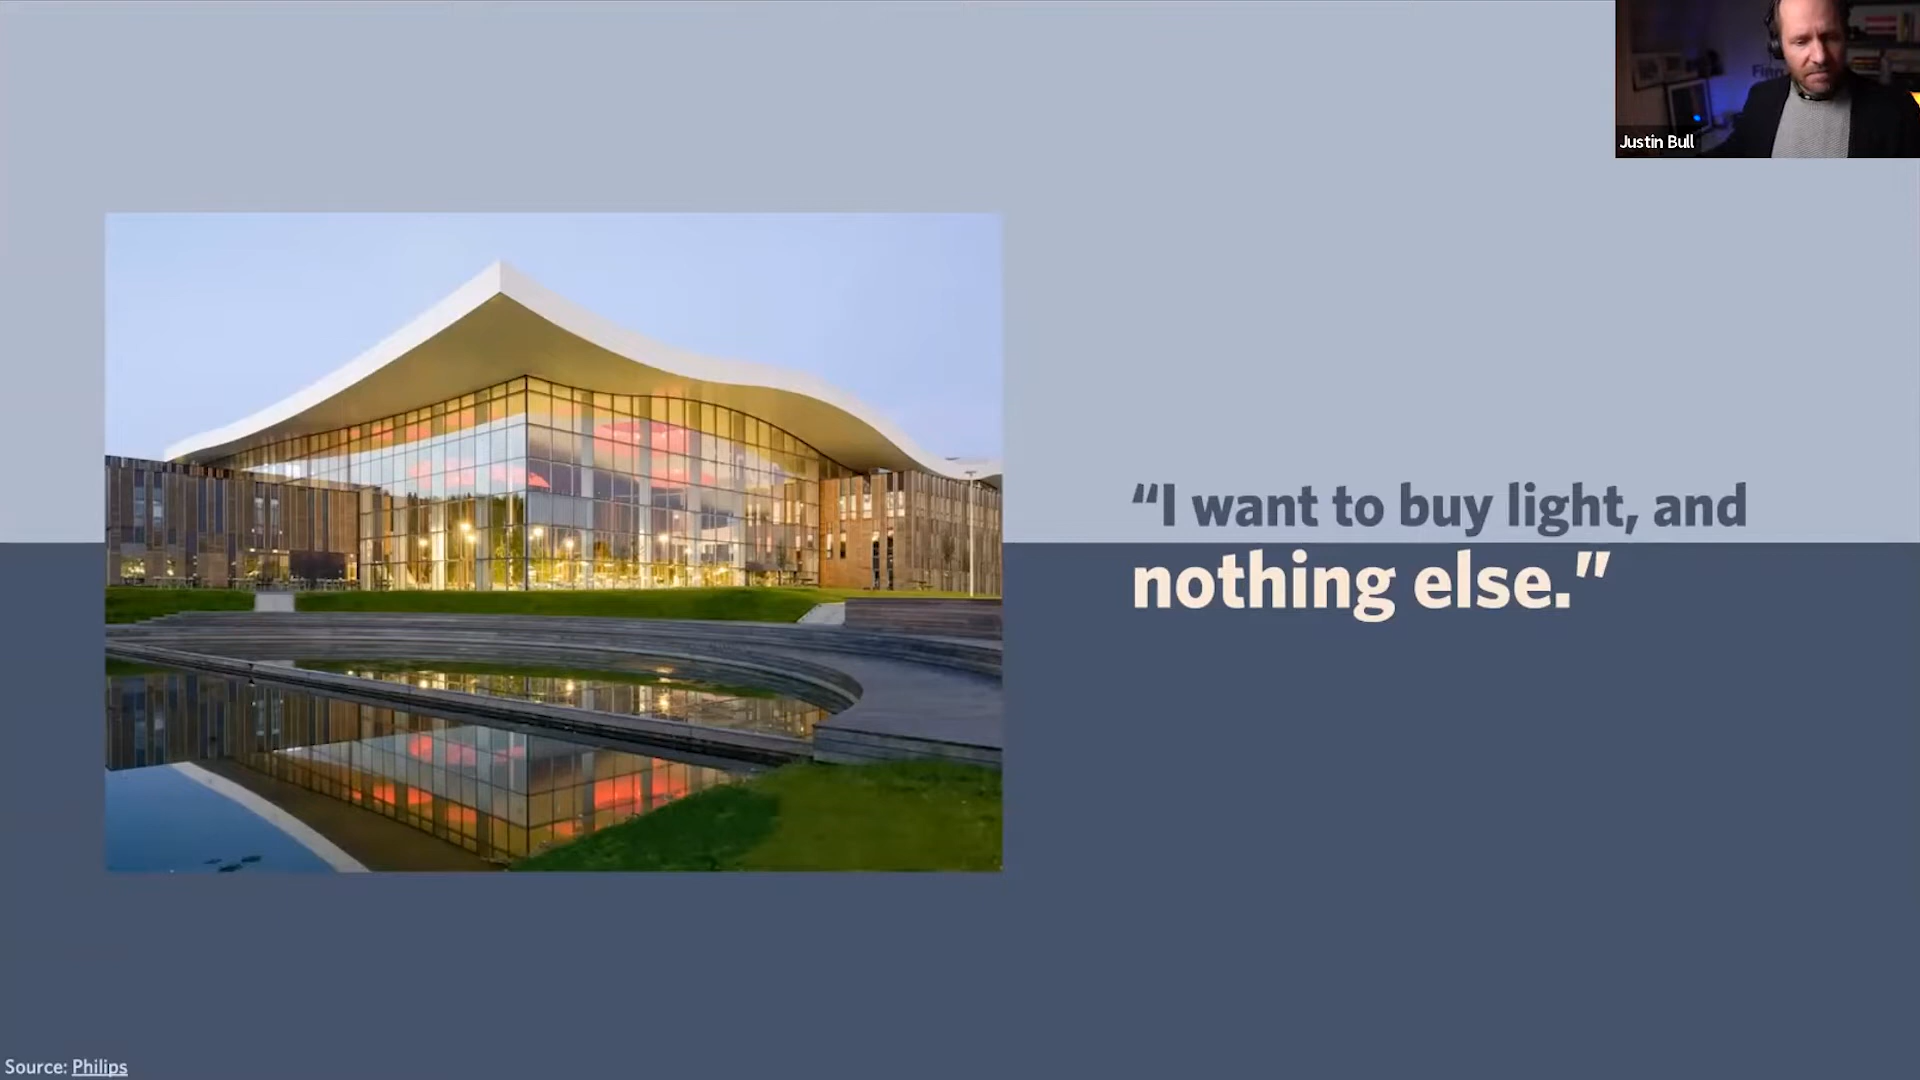 Justin Bull
“I want to buy light, and
nothing else.”
Source: Philips